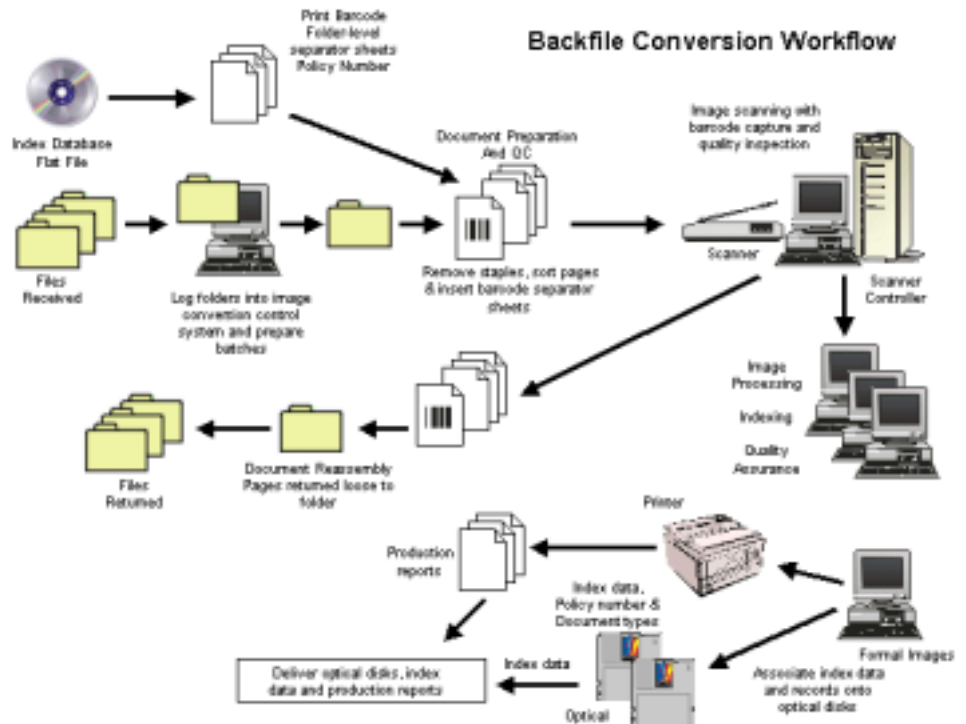 Print Barcode
Folder-level
separator sheets
Policy Number
Backfile Conversion Workflow
Index Database
Flat File
Document Preparation
And QC
Image scanning with
barcode capture and
quality inspection
Files
Received
Log folders into image
conversion control
system and prepare
batches
Remove staples, sort pages
& insert barcode separator
sheets
Scanner
Scanner
Controller
Image
Processing
Indexing
Quality
Assurance
Files
Returned
Document Reassembly
Pages returned loose to
folder
Printer
Production
reports
Index data,
Policy number &
Document types
Formal Images
Deliver optical disks, index
data and production reports
Index data
Associate index data
and records onto
optical disks
Optical